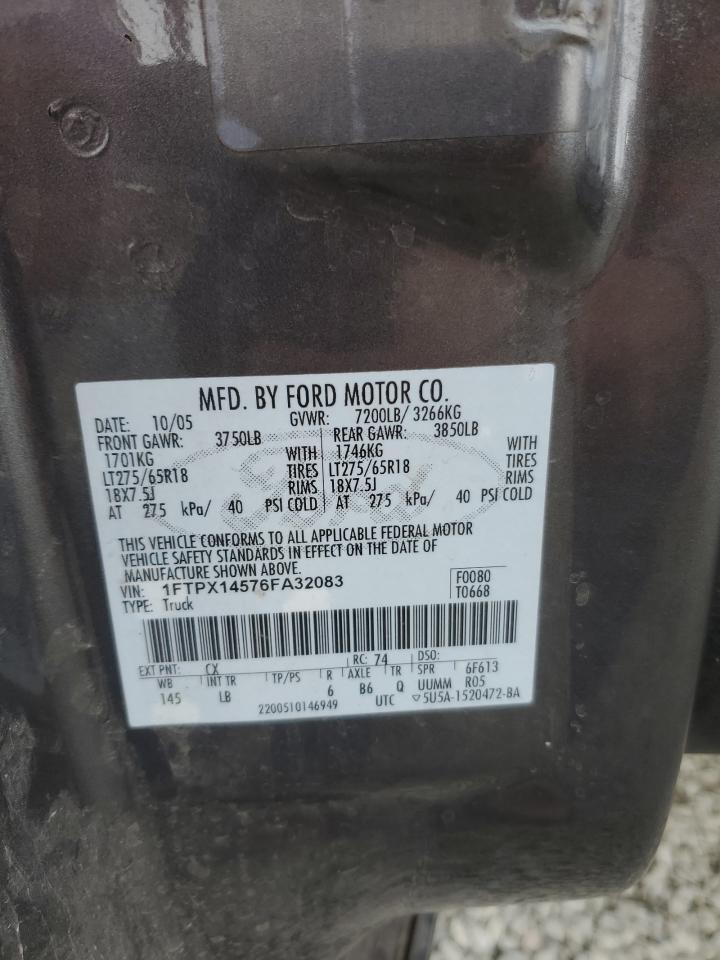 MFD. BY FORD MOTOR CO.
DATE: 10/05 GVWR: 7200LB/ 3266KG
FRONT GAWR: 3750LB REAR GAWR: 3850LB
1701KG WITH 1746KG WITH
LT275/65R18 TIRES LT275/65R18 TIRES
18X7.5J RIMS 18X7.5J RIMS
AT 275 kPa/ 40 PSI COLD AT 275 kPa/ 40 PSI COLD
Ford
THIS VEHICLE CONFORMS TO ALL APPLICABLE FEDERAL MOTOR
VEHICLE SAFETY STANDARDS IN EFFECT ON THE DATE OF
MANUFACTURE SHOWN ABOVE.
VIN: 1FTPX14576FA32083 F0080
TYPE: Truck T0668
EXT PNT: CX RC: 74 DSO:
WB INT TR TP/PS R AXLE TR SPR 6F613
145 LB 6 B6 Q UUMM R05
2200510146949 UTC ▽5U5A-1520472-BA